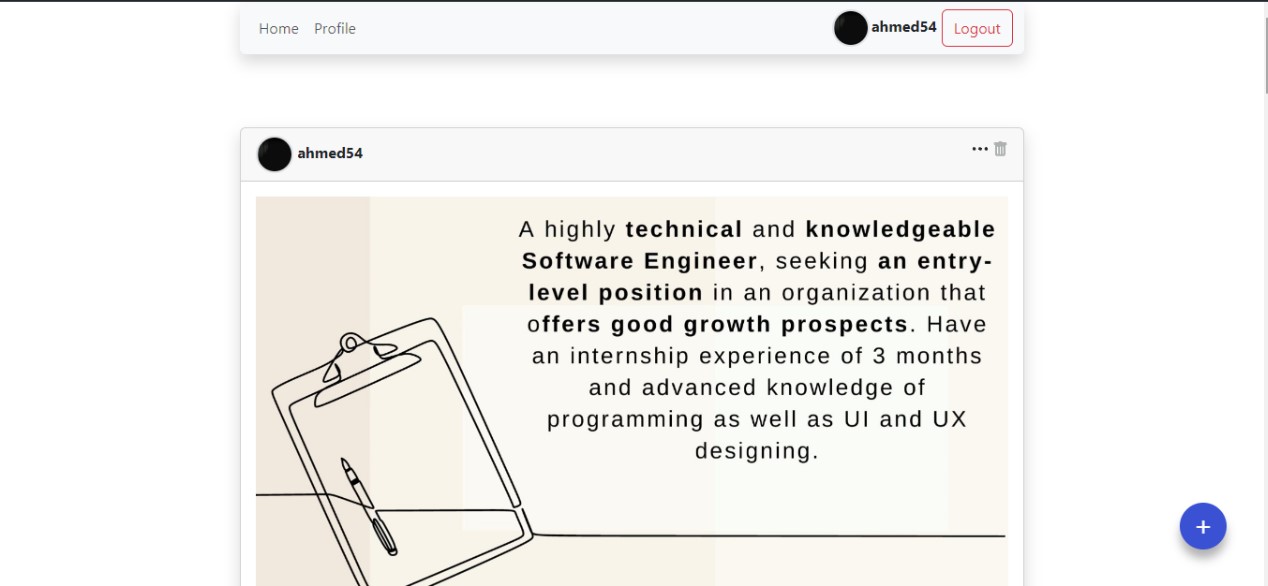 Home Profile ahmed54 Logout
ahmed54
A highly technical and knowledgeable
Software Engineer, seeking an entry-
level position in an organization that
offers good growth prospects. Have
an internship experience of 3 months
and advanced knowledge of
programming as well as UI and UX
designing.